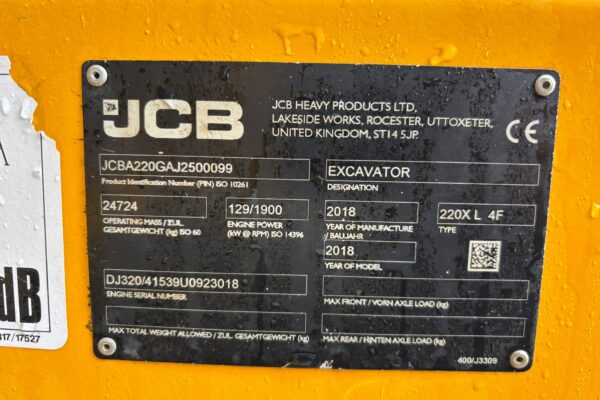 JCB
JCB HEAVY PRODUCTS LTD,
LAKESIDE WORKS, ROCESTER, UTTOXETER,
UNITED KINGDOM, ST14 5JP.
CE
JCBA220GAJ2500099
Product Identification Number (PIN) ISO 10261
EXCAVATOR
DESIGNATION
24724
OPERATING MASS / ZUL.
GESAMTGEWICHT (kg) ISO 60
129/1900
ENGINE POWER
(kW @ RPM) ISO 14396
2018
YEAR OF MANUFACTURE
/ BAUJAHR
220X L 4F
TYPE
2018
YEAR OF MODEL
DJ320/41539U0923018
ENGINE SERIAL NUMBER
MAX FRONT / VORN AXLE LOAD (kg)
MAX TOTAL WEIGHT ALLOWED / ZUL. GESAMTGEWICHT (kg)
MAX REAR / HINTEN AXLE LOAD (kg)
400/J3309
A
dB
817/17527